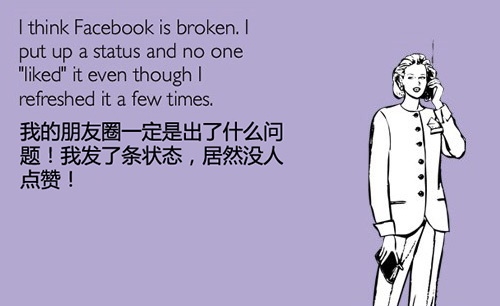 I think Facebook is broken. I
put up a status and no one
"liked" it even though I
refreshed it a few times.
我的朋友圈一定是出了什么问
题！我发了条状态，居然没人
点赞！